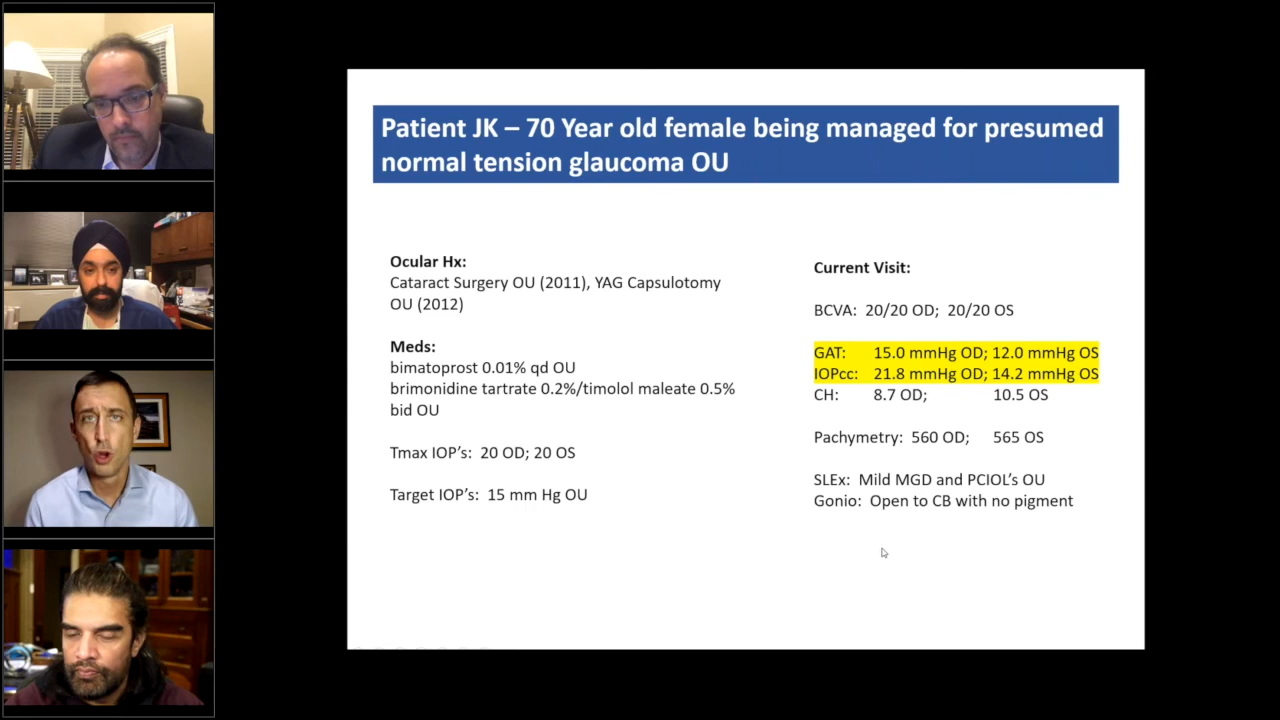 Patient JK – 70 Year old female being managed for presumed
normal tension glaucoma OU
Ocular Hx:
Cataract Surgery OU (2011), YAG Capsulotomy
OU (2012)
Meds:
bimatoprost 0.01% qd OU
brimonidine tartrate 0.2%/timolol maleate 0.5%
bid OU
Tmax IOP's: 20 OD; 20 OS
Target IOP's: 15 mm Hg OU
Current Visit:
BCVA: 20/20 OD; 20/20 OS
GAT: 15.0 mmHg OD; 12.0 mmHg OS
IOPcc: 21.8 mmHg OD; 14.2 mmHg OS
CH: 8.7 OD; 10.5 OS
Pachymetry: 560 OD; 565 OS
SLEx: Mild MGD and PCIOL's OU
Gonio: Open to CB with no pigment